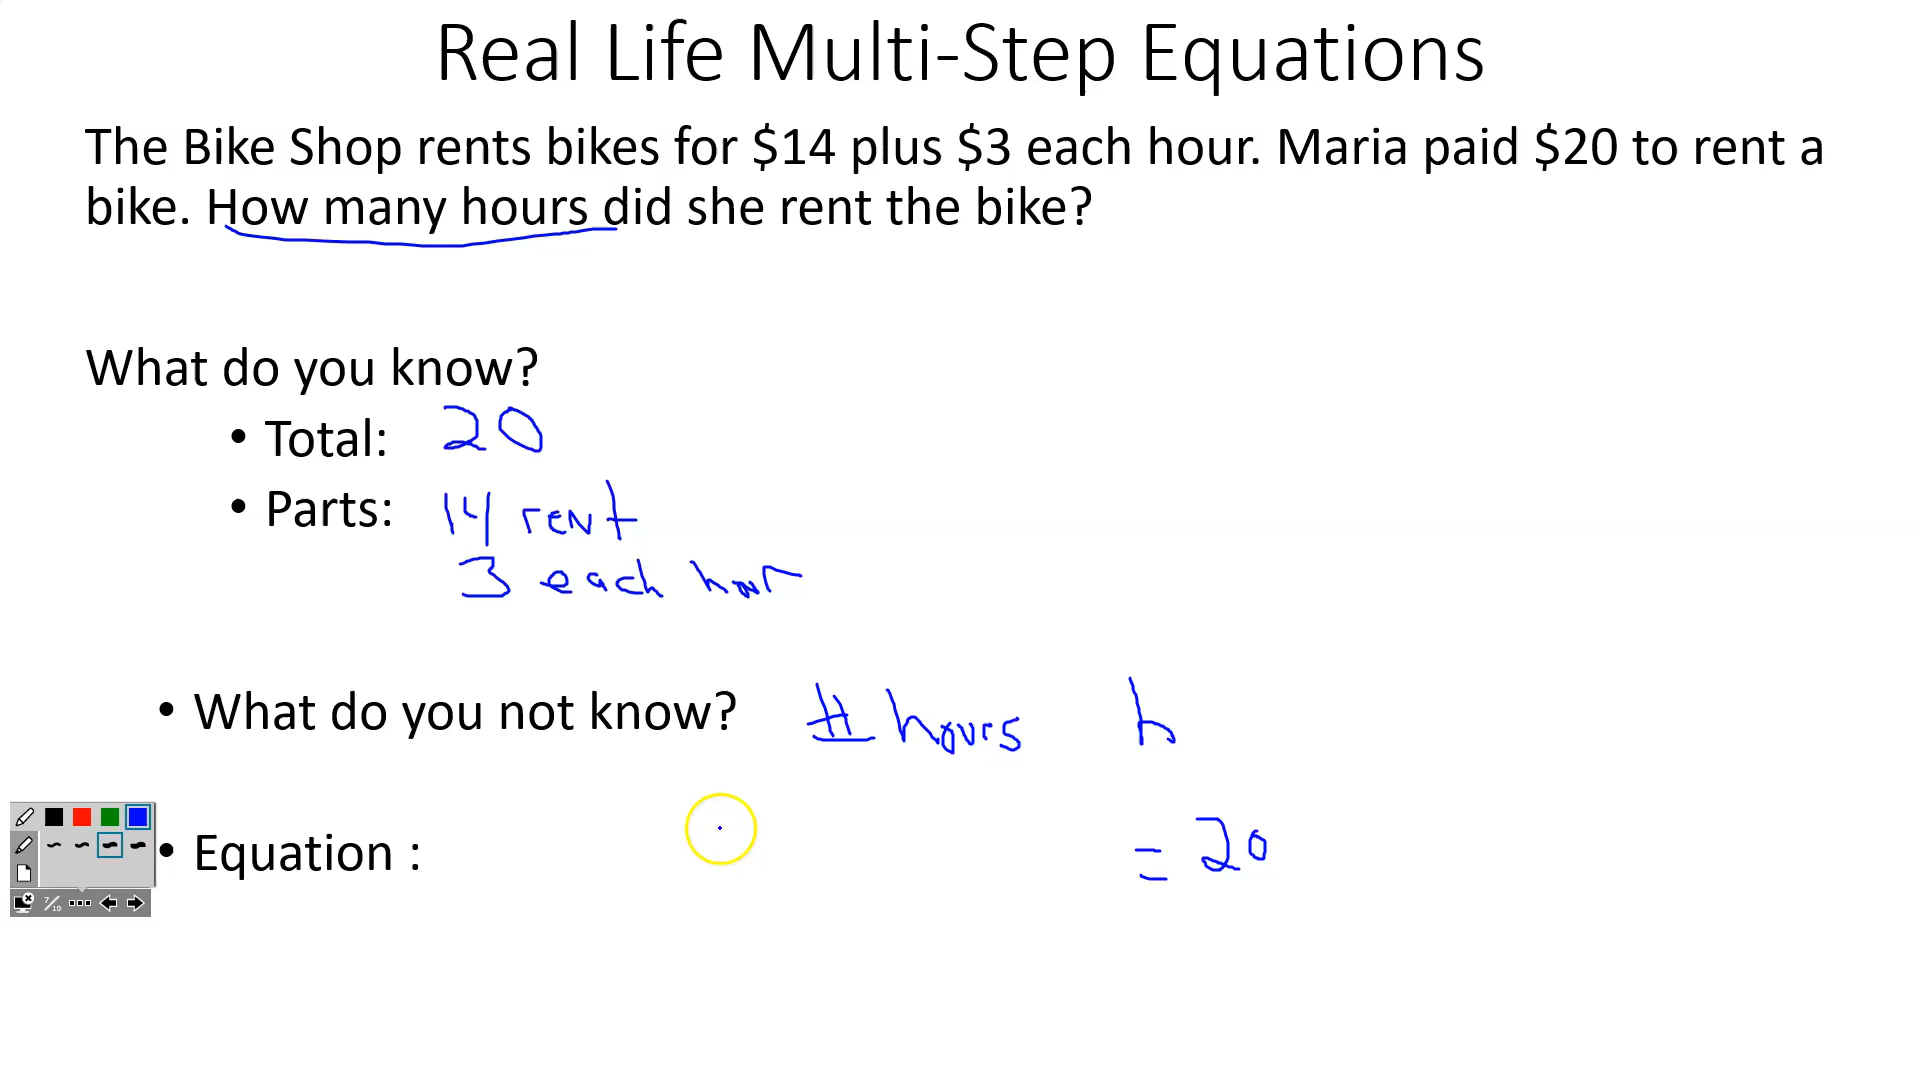 Real Life Multi-Step Equations
The Bike Shop rents bikes for $14 plus $3 each hour. Maria paid $20 to rent a
bike. How many hours did she rent the bike?
What do you know?
• Total: 20
• Parts: 14 rent
3 each hour
• What do you not know? # hours h
• Equation : = 20
7/10